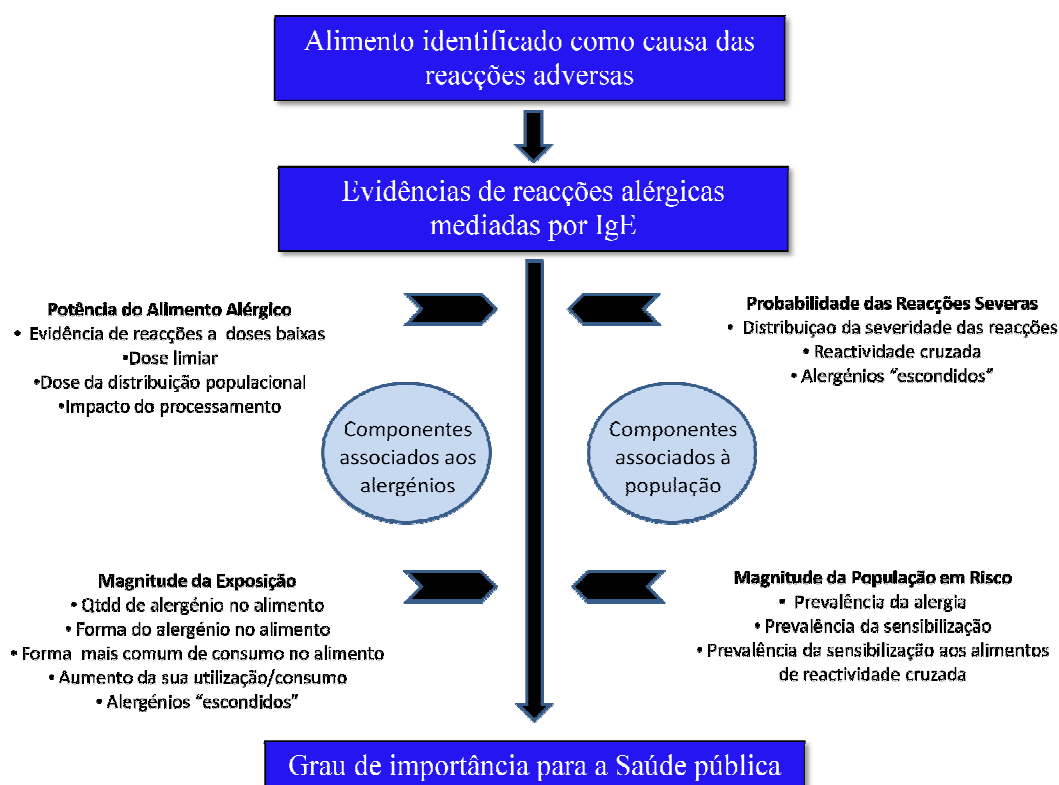 Alimento identificado como causa das
reacções adversas
Evidências de reacções alérgicas
mediadas por IgE
Potência do Alimento Alérgico
• Evidência de reacções a doses baixas
•Dose limiar
•Dose da distribuição populacional
•Impacto do processamento
Probabilidade das Reacções Severas
• Distribuiçao da severidade das reacções
• Reactividade cruzada
• Alergénios “escondidos”
Componentes
associados aos
alergénios
Componentes
associados à
população
Magnitude da Exposição
• Qtdd de alergénio no alimento
• Forma do alergénio no alimento
• Forma mais comum de consumo no alimento
• Aumento da sua utilização/consumo
• Alergénios “escondidos”
Magnitude da População em Risco
• Prevalência da alergia
• Prevalência da sensibilização
• Prevalência da sensibilização aos alimentos
de reactividade cruzada
Grau de importância para a Saúde pública